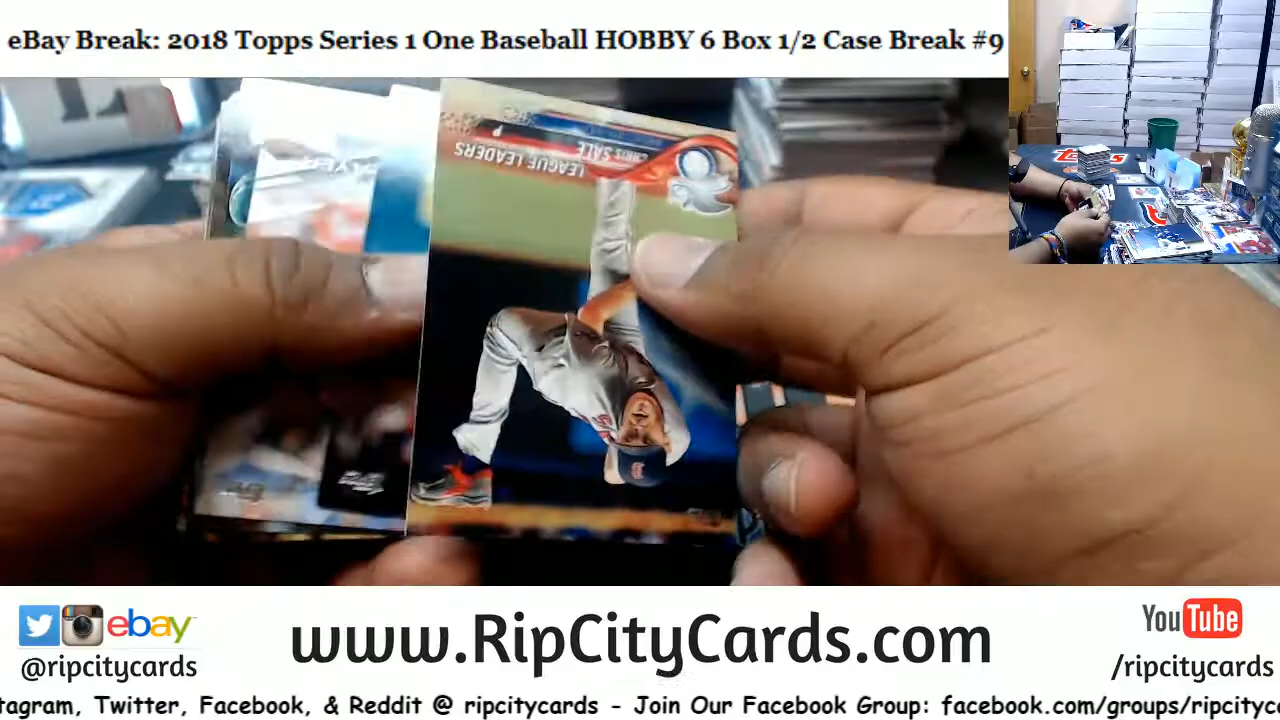 eBay Break: 2018 Topps Series 1 One Baseball HOBBY 6 Box 1/2 Case Break #9
LEAGUE LEADERS
CHRIS SALE
P
ebay
@ripcitycards
www.RipCityCards.com
YouTube
/ripcitycards
tagram, Twitter, Facebook, & Reddit @ ripcitycards - Join Our Facebook Group: facebook.com/groups/ripcityc